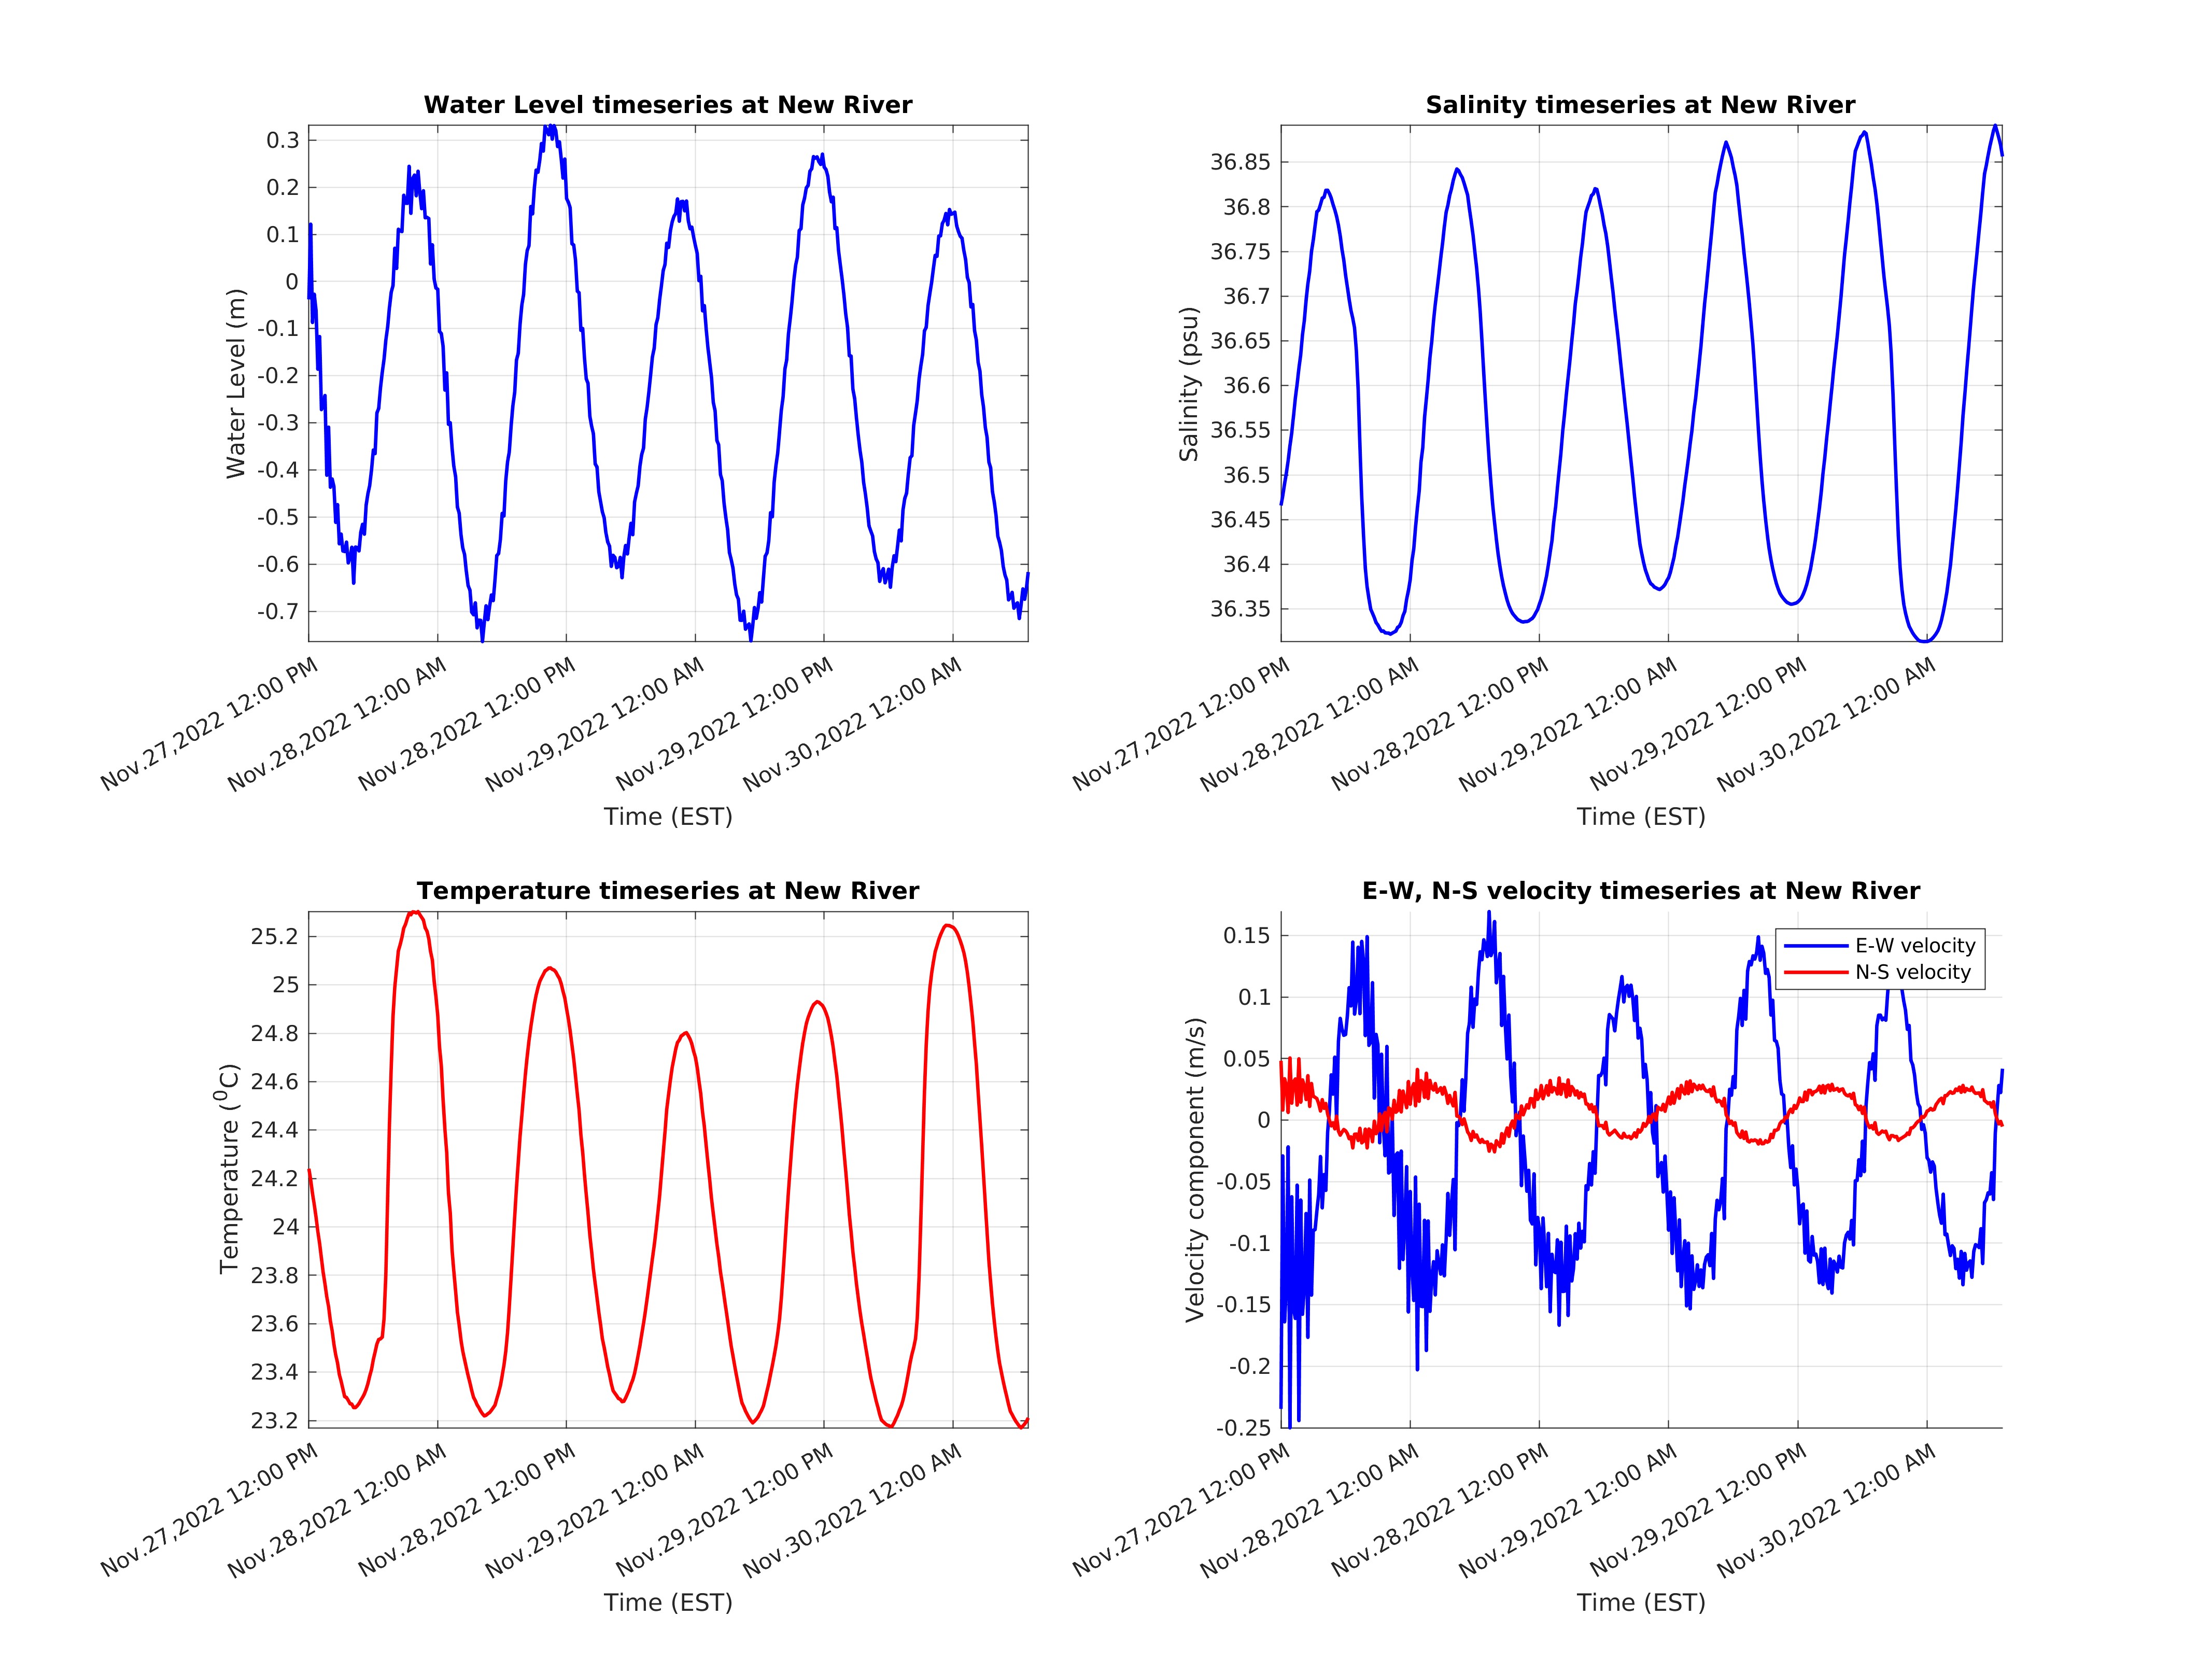 Water Level timeseries at New River
0.3
0.2
0.1
0
-0.1
-0.2
-0.3
-0.4
-0.5
-0.6
-0.7
Water Level (m)
Nov.27,2022 12:00 PM
Nov.28,2022 12:00 AM
Nov.28,2022 12:00 PM
Nov.29,2022 12:00 AM
Nov.29,2022 12:00 PM
Nov.30,2022 12:00 AM
Time (EST)
Salinity timeseries at New River
36.85
36.8
36.75
36.7
36.65
36.6
36.55
36.5
36.45
36.4
36.35
Salinity (psu)
Nov.27,2022 12:00 PM
Nov.28,2022 12:00 AM
Nov.28,2022 12:00 PM
Nov.29,2022 12:00 AM
Nov.29,2022 12:00 PM
Nov.30,2022 12:00 AM
Time (EST)
Temperature timeseries at New River
25.2
25
24.8
24.6
24.4
24.2
24
23.8
23.6
23.4
23.2
Temperature (⁰C)
Nov.27,2022 12:00 PM
Nov.28,2022 12:00 AM
Nov.28,2022 12:00 PM
Nov.29,2022 12:00 AM
Nov.29,2022 12:00 PM
Nov.30,2022 12:00 AM
Time (EST)
E-W, N-S velocity timeseries at New River
E-W velocity
N-S velocity
0.15
0.1
0.05
0
-0.05
-0.1
-0.15
-0.2
-0.25
Velocity component (m/s)
Nov.27,2022 12:00 PM
Nov.28,2022 12:00 AM
Nov.28,2022 12:00 PM
Nov.29,2022 12:00 AM
Nov.29,2022 12:00 PM
Nov.30,2022 12:00 AM
Time (EST)